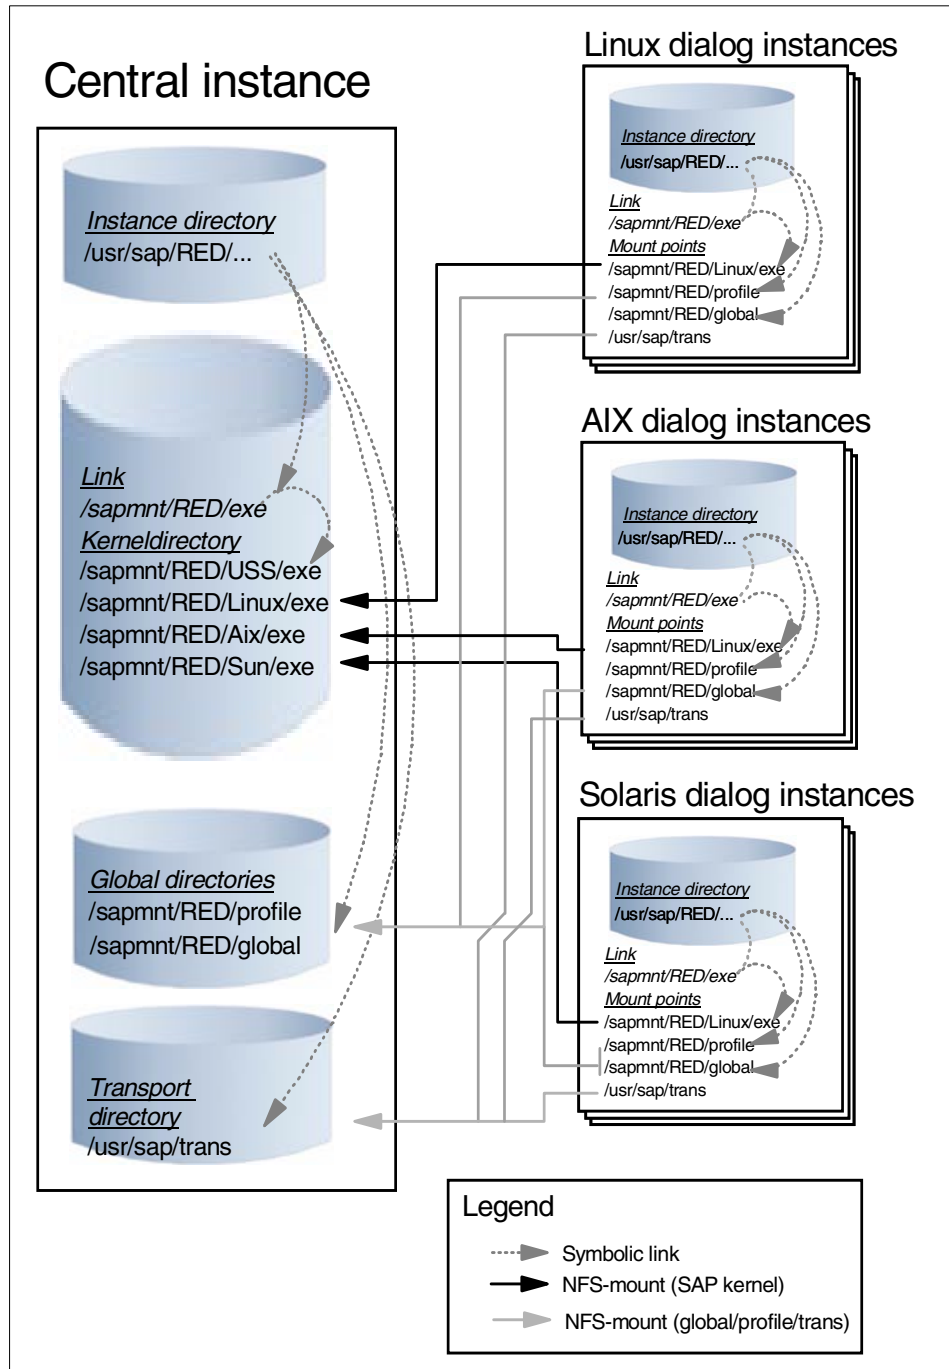 Central instance
Instance directory
/usr/sap/RED/...
Link
/sapmnt/RED/exe
Kerneldirectory
/sapmnt/RED/USS/exe
/sapmnt/RED/Linux/exe
/sapmnt/RED/Aix/exe
/sapmnt/RED/Sun/exe
Global directories
/sapmnt/RED/profile
/sapmnt/RED/global
Transport
directory
/usr/sap/trans
Linux dialog instances
Instance directory
/usr/sap/RED/...
Link
/sapmnt/RED/exe
Mount points
/sapmnt/RED/Linux/exe
/sapmnt/RED/profile
/sapmnt/RED/global
/usr/sap/trans
AIX dialog instances
Instance directory
/usr/sap/RED/...
Link
/sapmnt/RED/exe
Mount points
/sapmnt/RED/Linux/exe
/sapmnt/RED/profile
/sapmnt/RED/global
/usr/sap/trans
Solaris dialog instances
Instance directory
/usr/sap/RED/...
Link
/sapmnt/RED/exe
Mount points
/sapmnt/RED/Linux/exe
/sapmnt/RED/profile
/sapmnt/RED/global
/usr/sap/trans
Legend
Symbolic link
NFS-mount (SAP kernel)
NFS-mount (global/profile/trans)